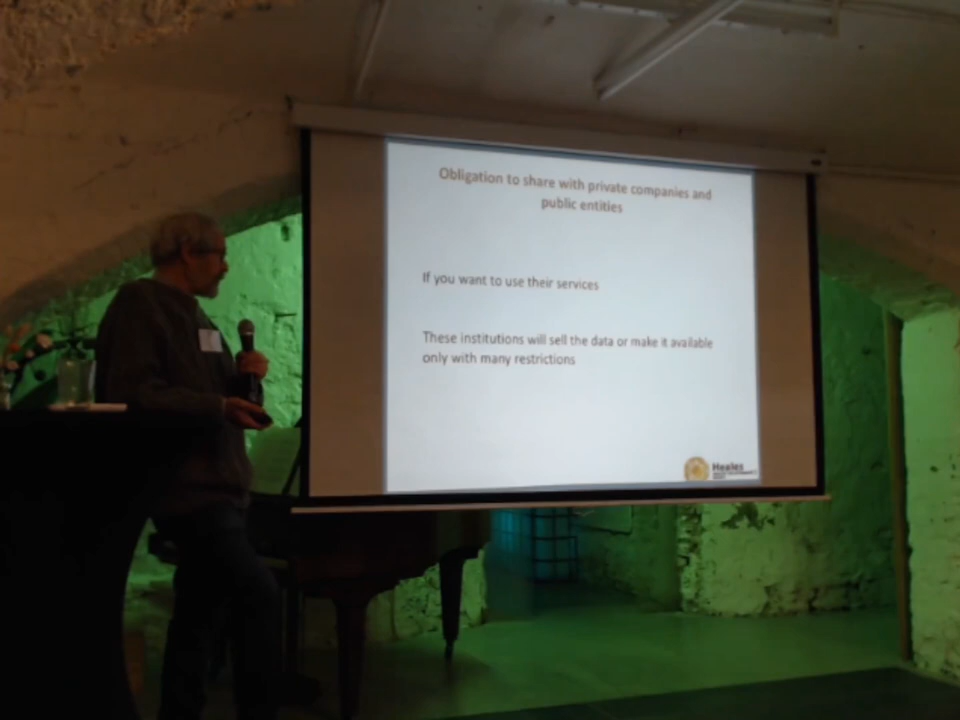 Obligation to share with private companies and
public entities
If you want to use their services
These institutions will sell the data or make it available
only with many restrictions
Heales